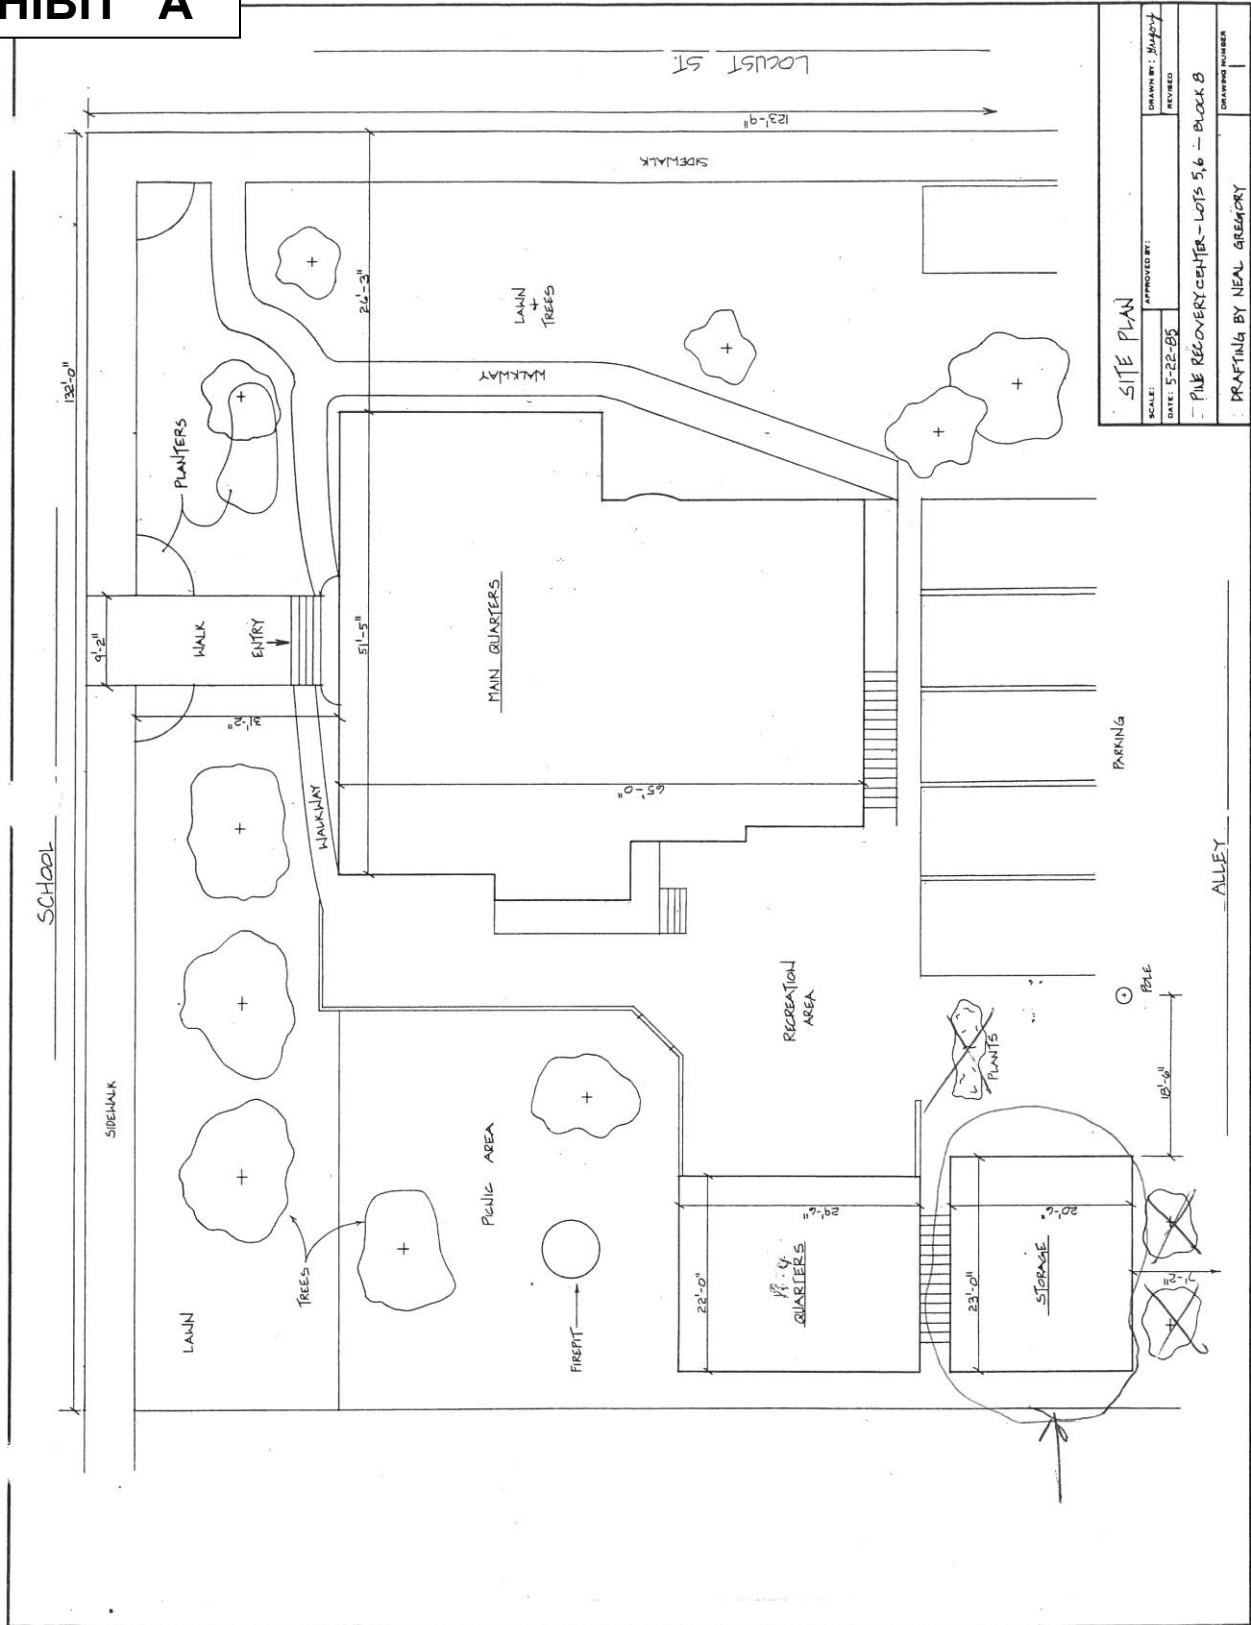 HIBIT A
SCHOOL
LOCUST ST.
132'-0"
123'-9"
SIDEWALK
SIDEWALK
PLANTERS
9'-2"
WALK
ENTRY
31'-2"
26'-3"
51'-5"
65'-0"
LAWN
+
TREES
WALKWAY
WALKWAY
MAIN QUARTERS
LAWN
TREES
PICNIC AREA
FIREPIT
RECREATION
AREA
PLANTS
POLE
PARKING
ALLEY
22'-0"
QUARTERS
23'-0"
20'-6"
STORAGE
18'-6"
SITE PLAN
SCALE:
APPROVED BY:
DRAWN BY: Gregory
DATE: 5-22-85
REVISED
PINE RECOVERY CENTER - LOTS 5,6 - BLOCK B
DRAFTING BY NEAL GREGORY
DRAWING NUMBER
1